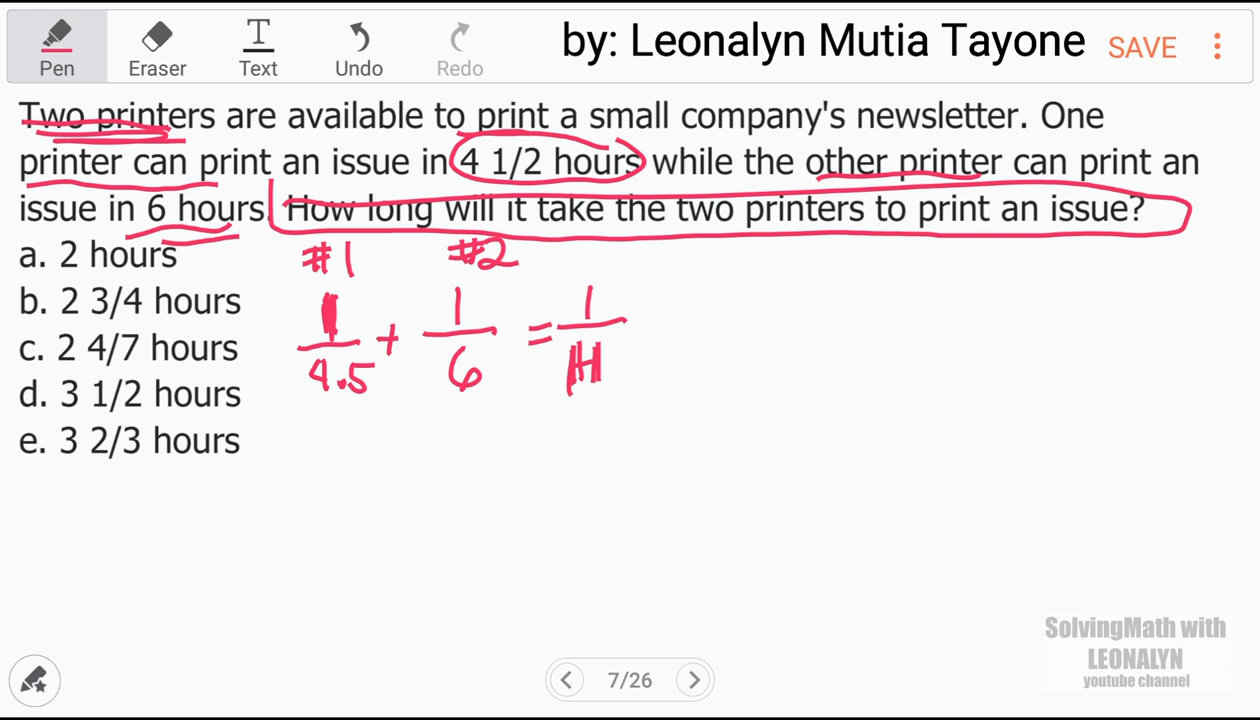 by: Leonalyn Mutia Tayone
SAVE
Pen Eraser Text Undo Redo
Two printers are available to print a small company's newsletter. One
printer can print an issue in 4 1/2 hours while the other printer can print an
issue in 6 hours. How long will it take the two printers to print an issue?
a. 2 hours
#1 #2
b. 2 3/4 hours
c. 2 4/7 hours
d. 3 1/2 hours
e. 3 2/3 hours
1/4.5 + 1/6 = 1/H
SolvingMath with
LEONALYN
youtube channel
7/26